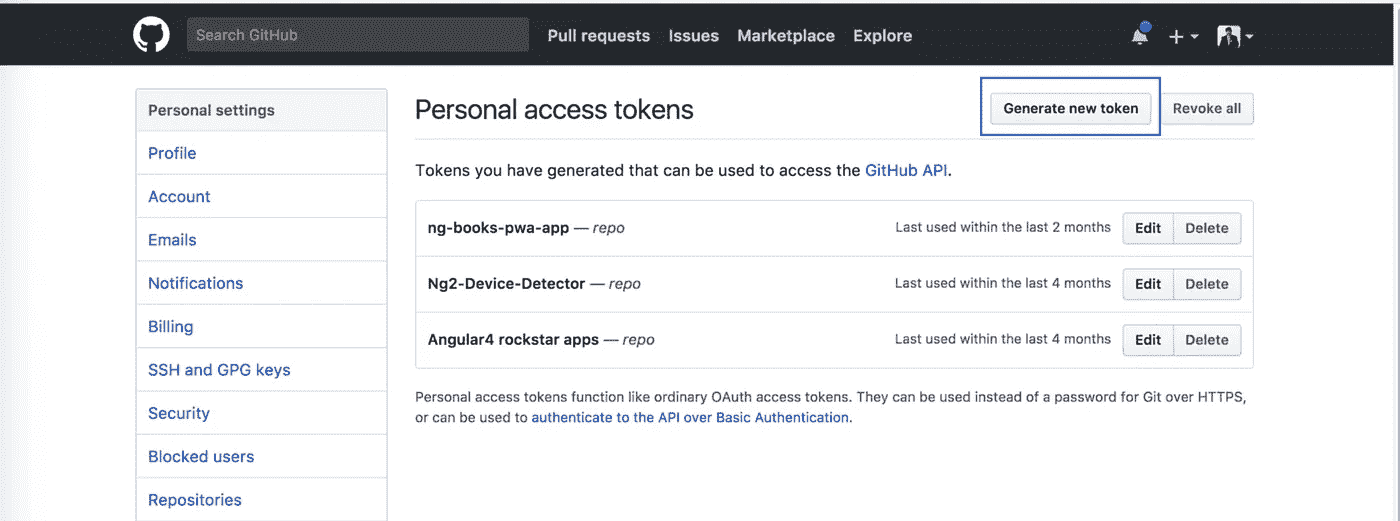 Search GitHub Pull requests Issues Marketplace Explore
Personal settings
Profile
Account
Emails
Notifications
Billing
SSH and GPG keys
Security
Blocked users
Repositories
Personal access tokens Generate new token Revoke all
Tokens you have generated that can be used to access the GitHub API.
ng-books-pwa-app — repo Last used within the last 2 months Edit Delete
Ng2-Device-Detector — repo Last used within the last 4 months Edit Delete
Angular4 rockstar apps — repo Last used within the last 4 months Edit Delete
Personal access tokens function like ordinary OAuth access tokens. They can be used instead of a password for Git over HTTPS,
or can be used to authenticate to the API over Basic Authentication.